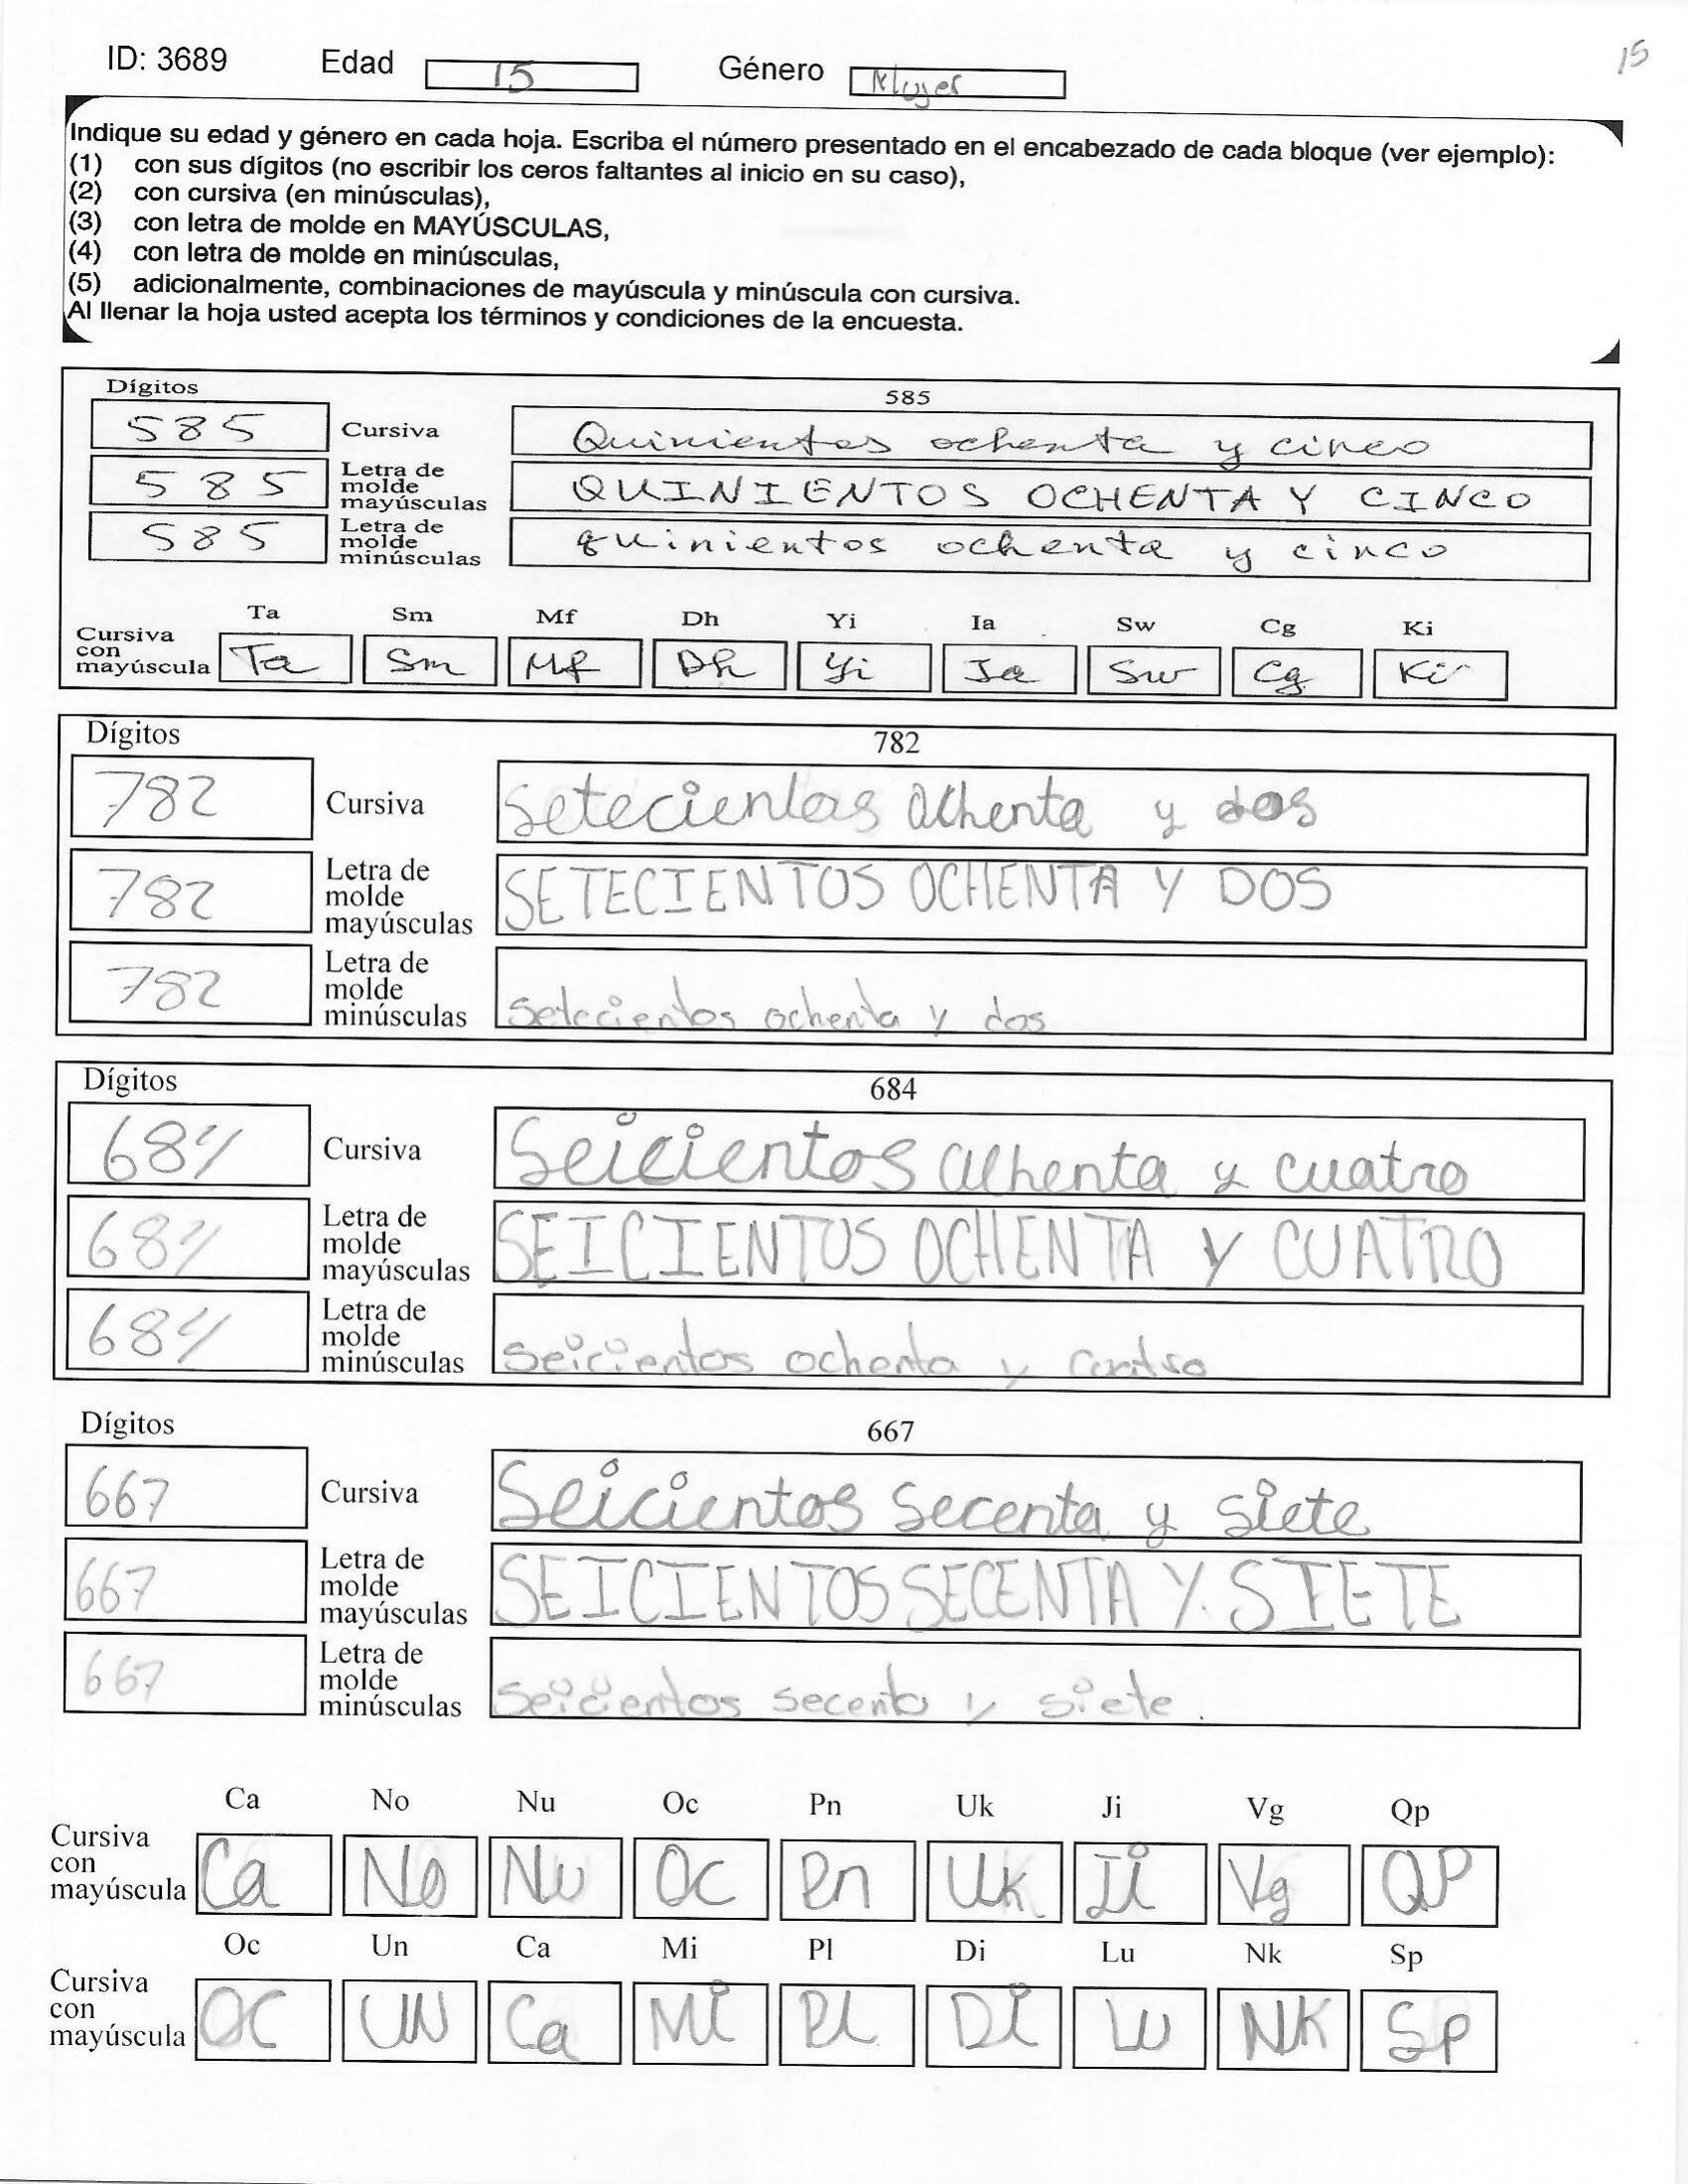 ID: 3689 Edad 15 Género Mujer 15
Indique su edad y género en cada hoja. Escriba el número presentado en el encabezado de cada bloque (ver ejemplo):
(1) con sus dígitos (no escribir los ceros faltantes al inicio en su caso),
(2) con cursiva (en minúsculas),
(3) con letra de molde en MAYÚSCULAS,
(4) con letra de molde en minúsculas,
(5) adicionalmente, combinaciones de mayúscula y minúscula con cursiva.
Al llenar la hoja usted acepta los términos y condiciones de la encuesta.
Dígitos 585
585 Cursiva Quinientos ochenta y cinco
585 Letra de molde mayúsculas QUINIENTOS OCHENTA Y CINCO
585 Letra de molde minúsculas quinientos ochenta y cinco
Ta Sm Mf Dh Yi Ia Sw Cg Ki
Cursiva con mayúscula Ta Sm Mf Dh Yi Ia Sw Cg Ki
Dígitos 782
782 Cursiva Setecientos ochenta y dos
782 Letra de molde mayúsculas SETECIENTOS OCHENTA Y DOS
782 Letra de molde minúsculas setecientos ochenta y dos
Dígitos 684
684 Cursiva Seicientos ochenta y cuatro
684 Letra de molde mayúsculas SEICIENTOS OCHENTA Y CUATRO
684 Letra de molde minúsculas seicientos ochenta y
Dígitos 667
667 Cursiva Seicientos secenta y siete
667 Letra de molde mayúsculas SEICIENTOS SECENTA Y SIETE
667 Letra de molde minúsculas seicientos secenta y siete.
Ca No Nu Oc Pn Uk Ji Vg Qp
Cursiva con mayúscula Ca No Nu Oc Pn Uk Ji Vg QP
Oc Un Ca Mi Pl Di Lu Nk Sp
Cursiva con mayúscula OC UN Ca Mi Pl Di Lu NK Sp